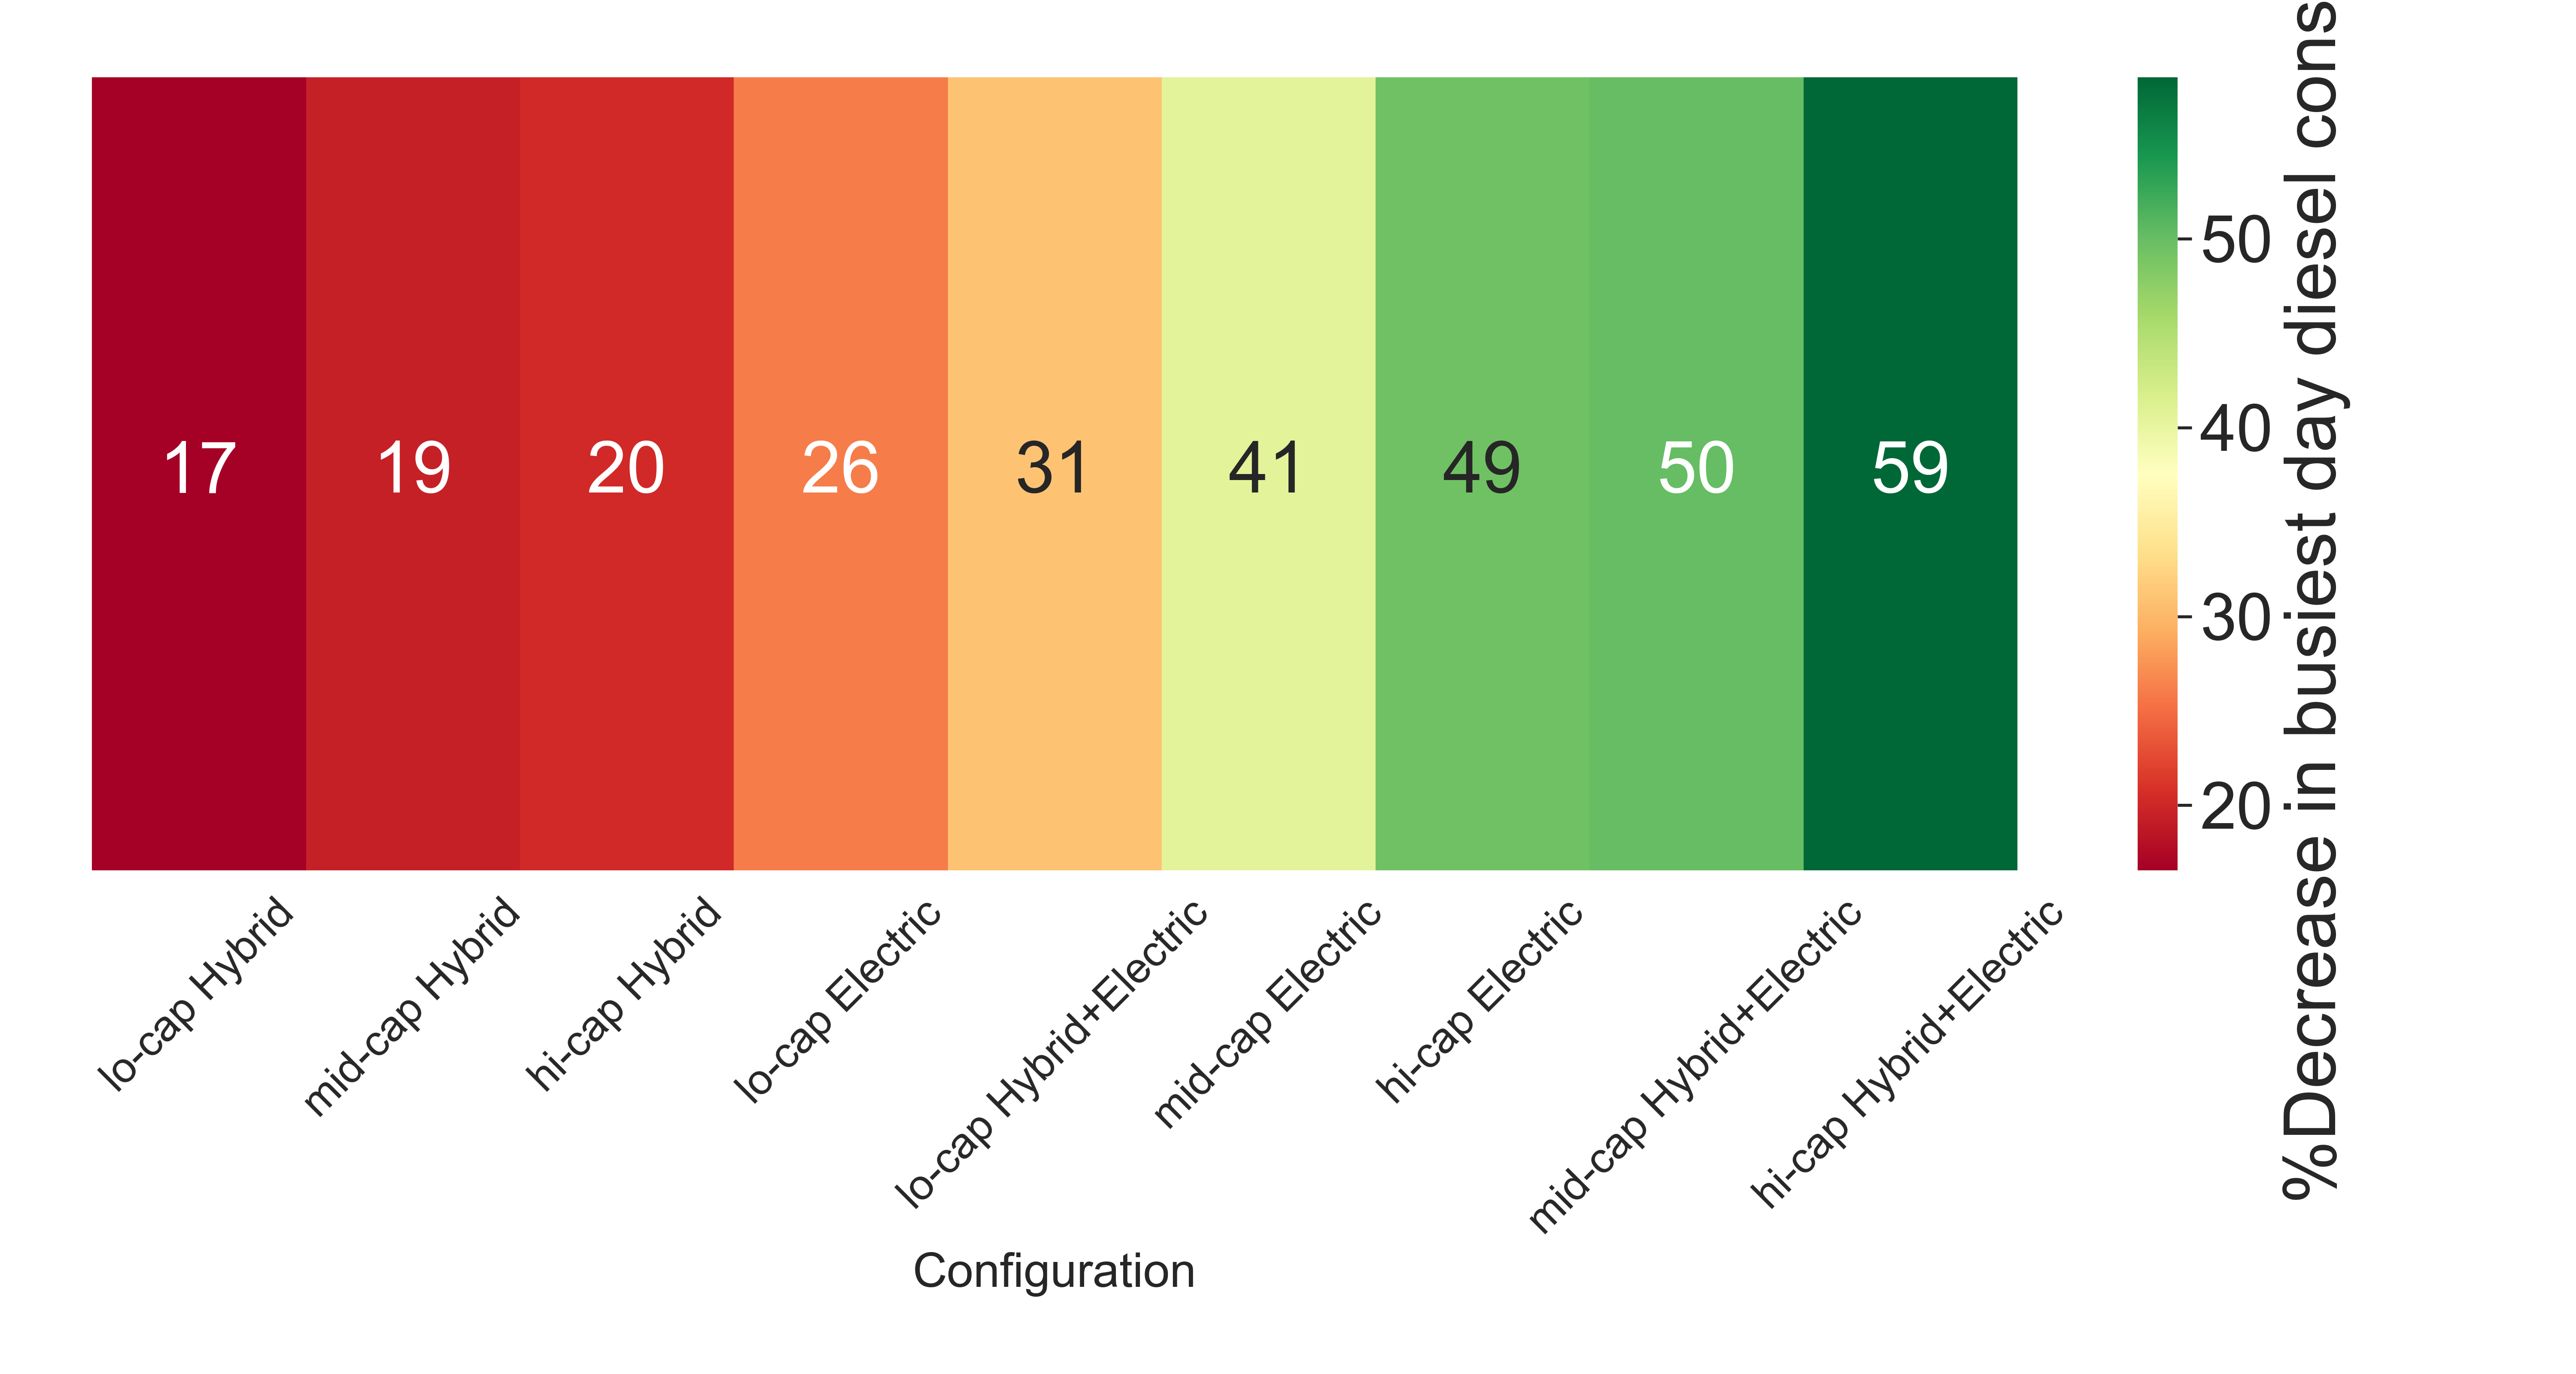 17 19 20 26 31 41 49 50 59
lo-cap Hybrid
mid-cap Hybrid
hi-cap Hybrid
lo-cap Electric
lo-cap Hybrid+Electric
mid-cap Electric
hi-cap Electric
mid-cap Hybrid+Electric
hi-cap Hybrid+Electric
Configuration
50
40
30
20
%Decrease in busiest day diesel cons